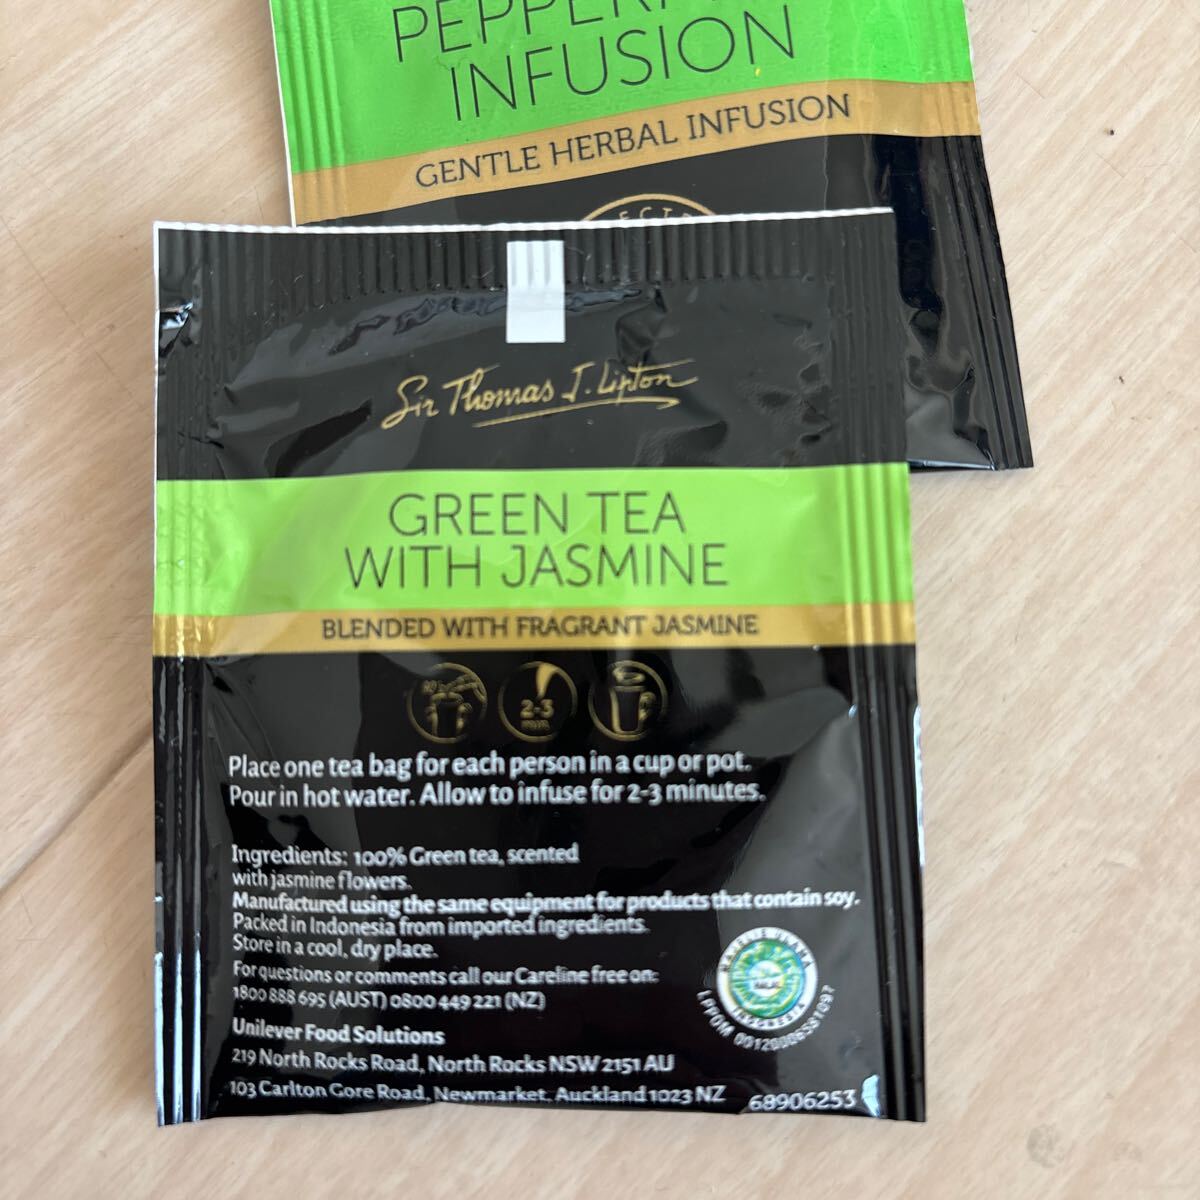 INFUSION
GENTLE HERBAL INFUSION
Sir Thomas J. Lipton
GREEN TEA
WITH JASMINE
BLENDED WITH FRAGRANT JASMINE
2-3
Place one tea bag for each person in a cup or pot.
Pour in hot water. Allow to infuse for 2-3 minutes.
Ingredients: 100% Green tea, scented
with jasmine flowers.
Manufactured using the same equipment for products that contain soy.
Packed in Indonesia from imported ingredients.
Store in a cool, dry place.
For questions or comments call our Careline free on:
1800 888 695 (AUST) 0800 449 221 (NZ)
Unilever Food Solutions
219 North Rocks Road, North Rocks NSW 2151 AU
103 Carlton Gore Road, Newmarket, Auckland 1023 NZ
MAJELIS ULAMA
HALAL
INDONESIA
LPPOM
68906253